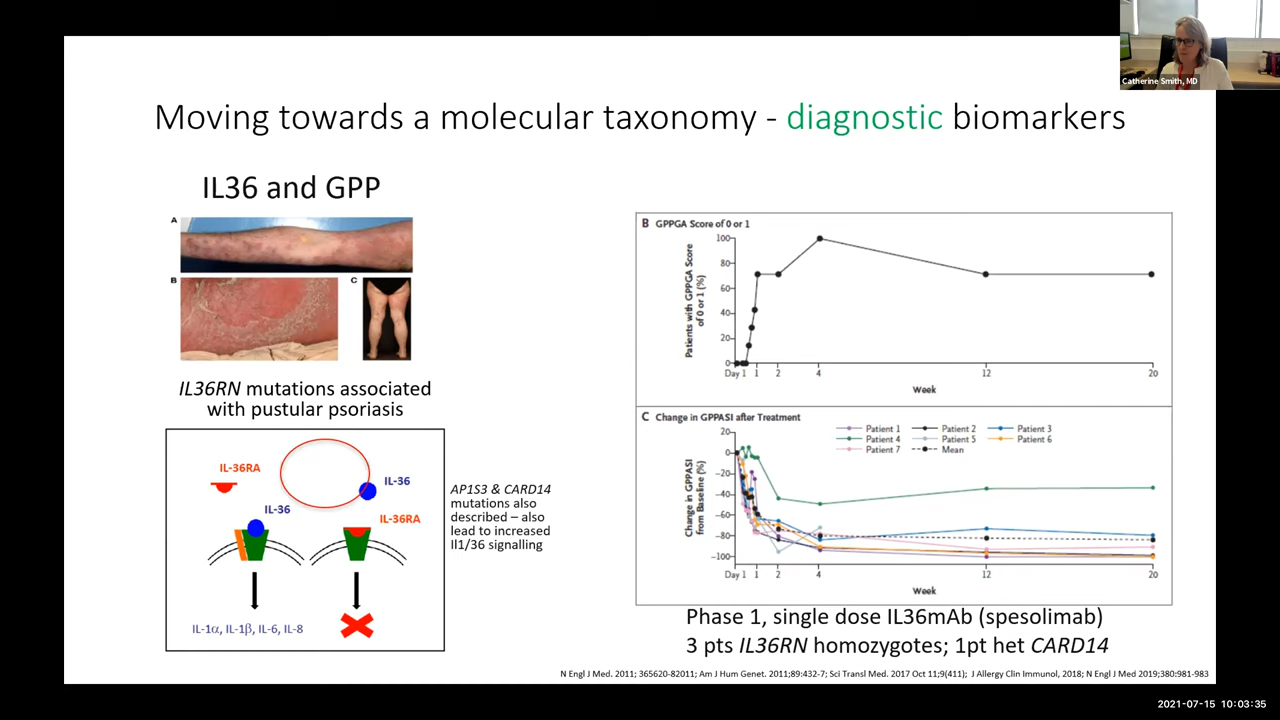 Catherine Smith, MD
Moving towards a molecular taxonomy - diagnostic biomarkers
IL36 and GPP
A
B
C
IL36RN mutations associated
with pustular psoriasis
IL-36RA
IL-36
IL-36
IL-36RA
IL-1α, IL-1β, IL-6, IL-8
AP1S3 & CARD14
mutations also
described – also
lead to increased
Il1/36 signalling
B GPPGA Score of 0 or 1
Patients with GPPGA Score
of 0 or 1 (%)
100
80
60
40
20
0
Day 1 1 2 4 12 20
Week
C Change in GPPASI after Treatment
Change in GPPASI
from Baseline (%)
20
0
−20
−40
−60
−80
−100
Patient 1 Patient 2 Patient 3
Patient 4 Patient 5 Patient 6
Patient 7 Mean
Day 1 1 2 4 12 20
Week
Phase 1, single dose IL36mAb (spesolimab)
3 pts IL36RN homozygotes; 1pt het CARD14
N Engl J Med. 2011; 365620-82011; Am J Hum Genet. 2011;89:432-7; Sci Transl Med. 2017 Oct 11;9(411); J Allergy Clin Immunol, 2018; N Engl J Med 2019;380:981-983
2021-07-15 10:03:35